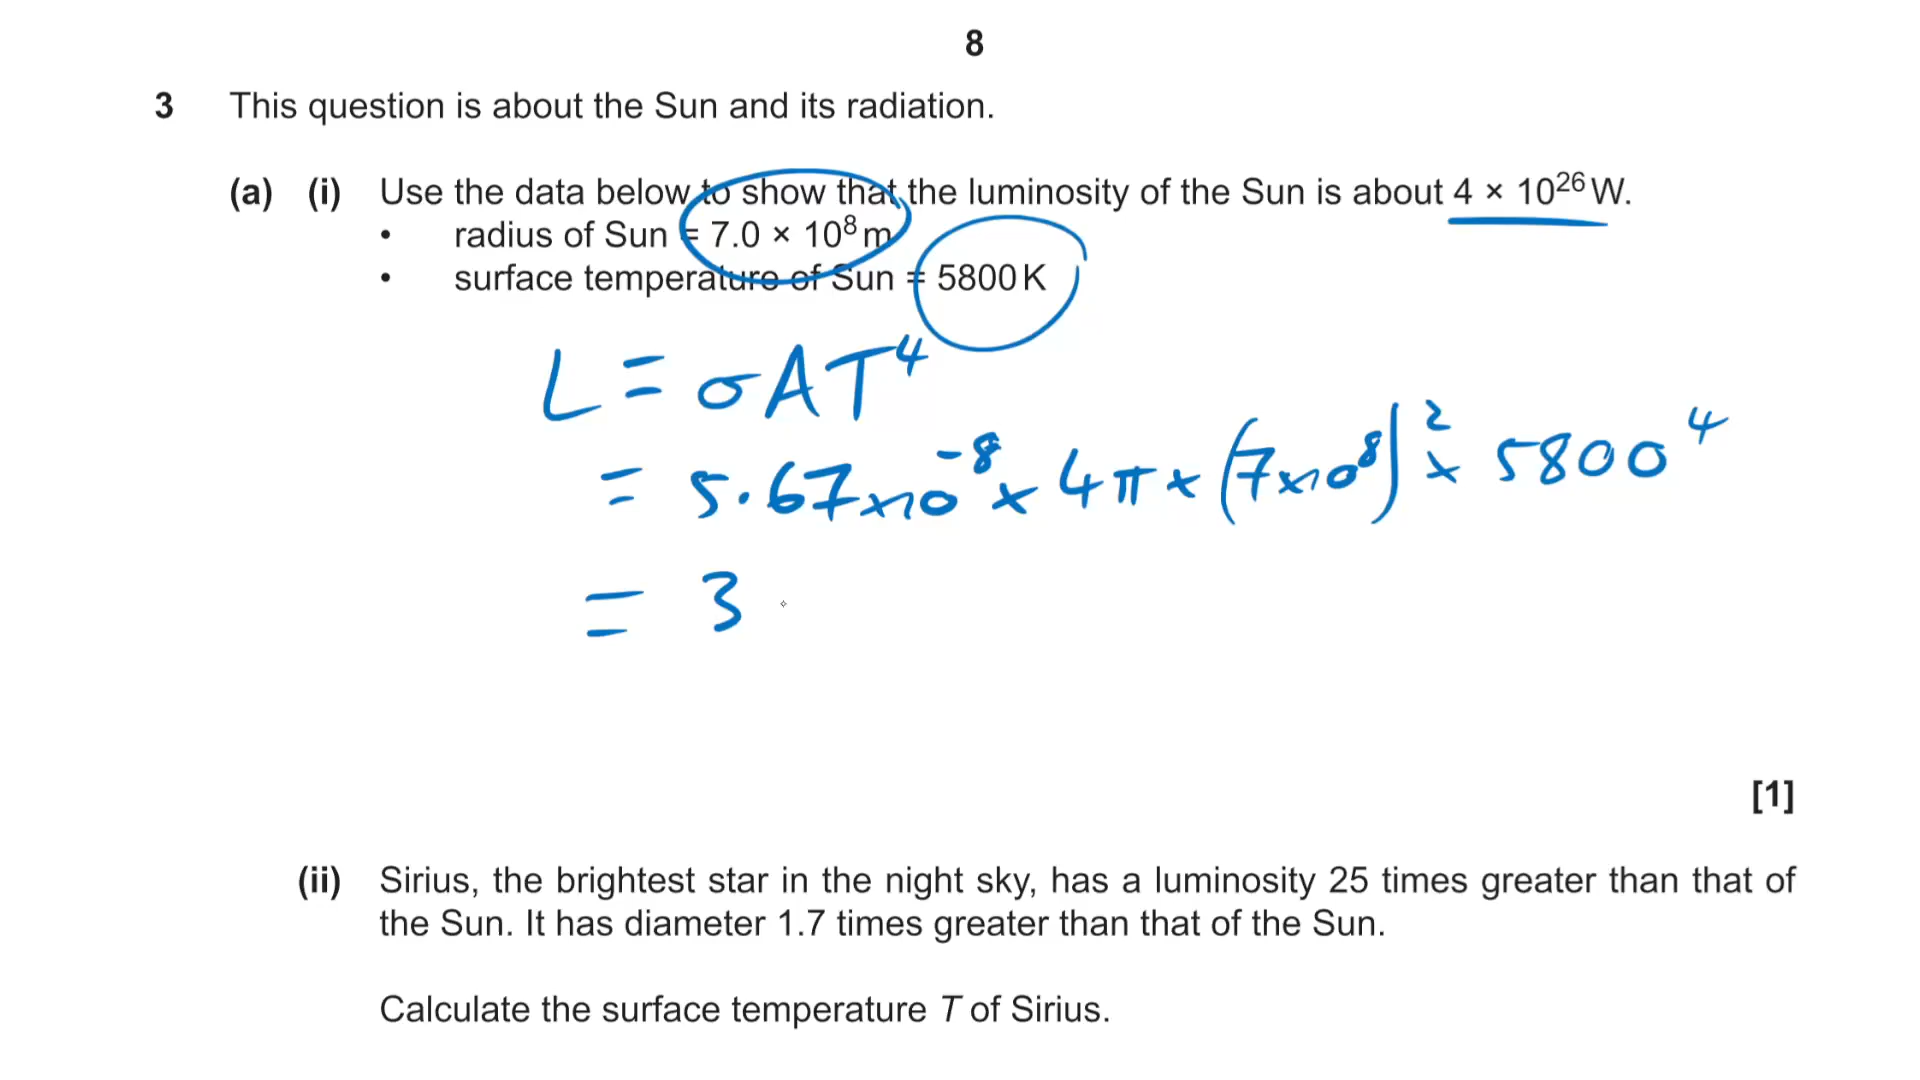 8
3 This question is about the Sun and its radiation.
(a) (i) Use the data below to show that the luminosity of the Sun is about 4 × 10²⁶ W.
• radius of Sun = 7.0 × 10⁸ m
• surface temperature of Sun = 5800 K
L = σAT⁴
= 5.67×10⁻⁸ × 4π × (7×10⁸)² × 5800⁴
= 3
[1]
(ii) Sirius, the brightest star in the night sky, has a luminosity 25 times greater than that of
the Sun. It has diameter 1.7 times greater than that of the Sun.
Calculate the surface temperature T of Sirius.